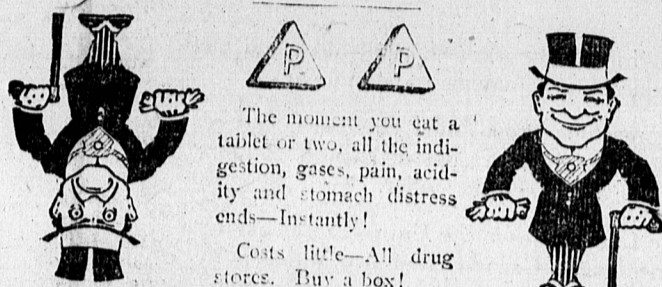 P P
The moment you eat a
tablet or two, all the indi-
gestion, gases, pain, acid-
ity and stomach distress
ends—Instantly!
Costs little—All drug
stores. Buy a box!